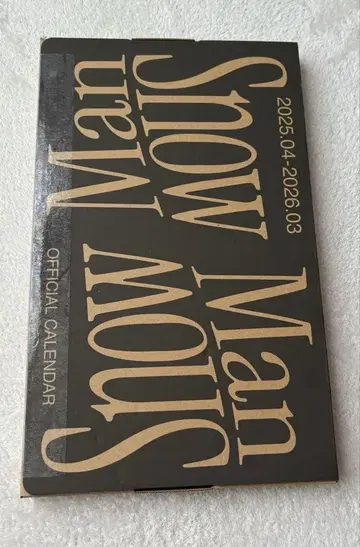 Snow
Man
2025.04-2026.03
Snow
Man
OFFICIAL CALENDAR